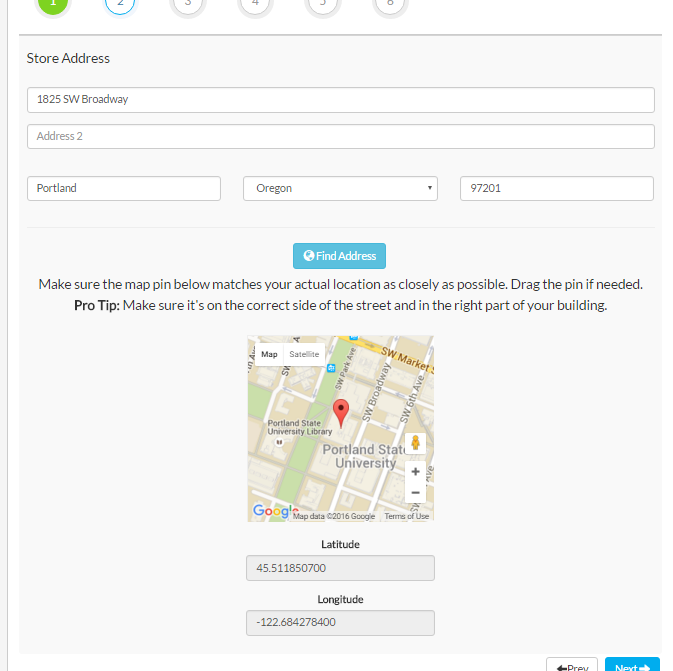 1 2 3 4 5 6
Store Address
1825 SW Broadway
Address 2
Portland Oregon 97201
Find Address
Make sure the map pin below matches your actual location as closely as possible. Drag the pin if needed.
Pro Tip: Make sure it's on the correct side of the street and in the right part of your building.
Map Satellite
SW Market
SW Park Ave
SW Broadway
SW 6th Ave
Portland State
University Library
Portland State
University
+
−
Google Map data ©2016 Google Terms of Use
Latitude
45.511850700
Longitude
-122.684278400
Prev Next